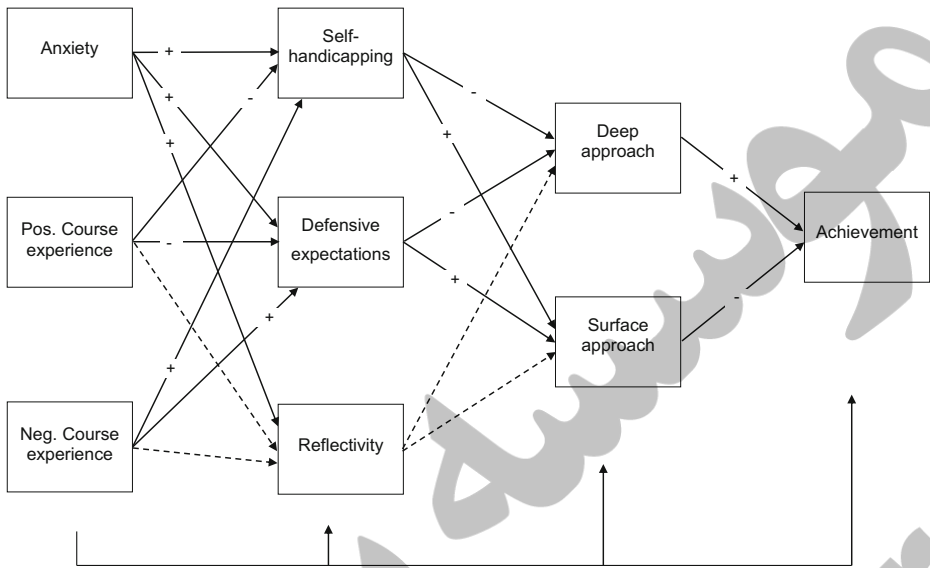 Anxiety
Self-
handicapping
Deep
approach
Pos. Course
experience
Defensive
expectations
Achievement
Surface
approach
Neg. Course
experience
Reflectivity
+
+
+
-
-
+
+
-
+
-
+
+
-